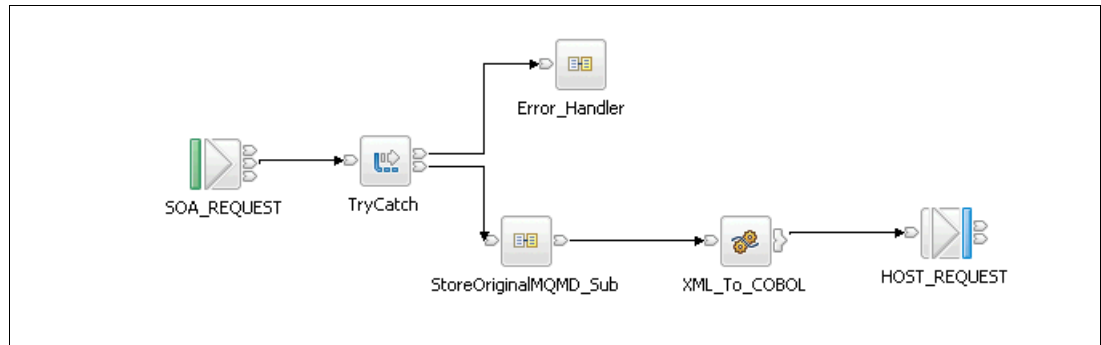 Error_Handler
SOA_REQUEST
TryCatch
StoreOriginalMQMD_Sub
XML_To_COBOL
HOST_REQUEST